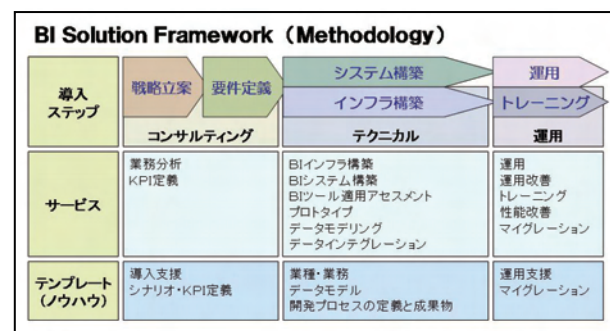 BI Solution Framework（Methodology）
導入
ステップ
戦略立案
要件定義
システム構築
インフラ構築
運用
トレーニング
コンサルティング
テクニカル
運用
サービス
業務分析
KPI定義
BIインフラ構築
BIシステム構築
BIツール適用アセスメント
プロトタイプ
データモデリング
データインテグレーション
運用
運用改善
トレーニング
性能改善
マイグレーション
テンプレート
（ノウハウ）
導入支援
シナリオ・KPI定義
業種・業務
データモデル
開発プロセスの定義と成果物
運用支援
マイグレーション